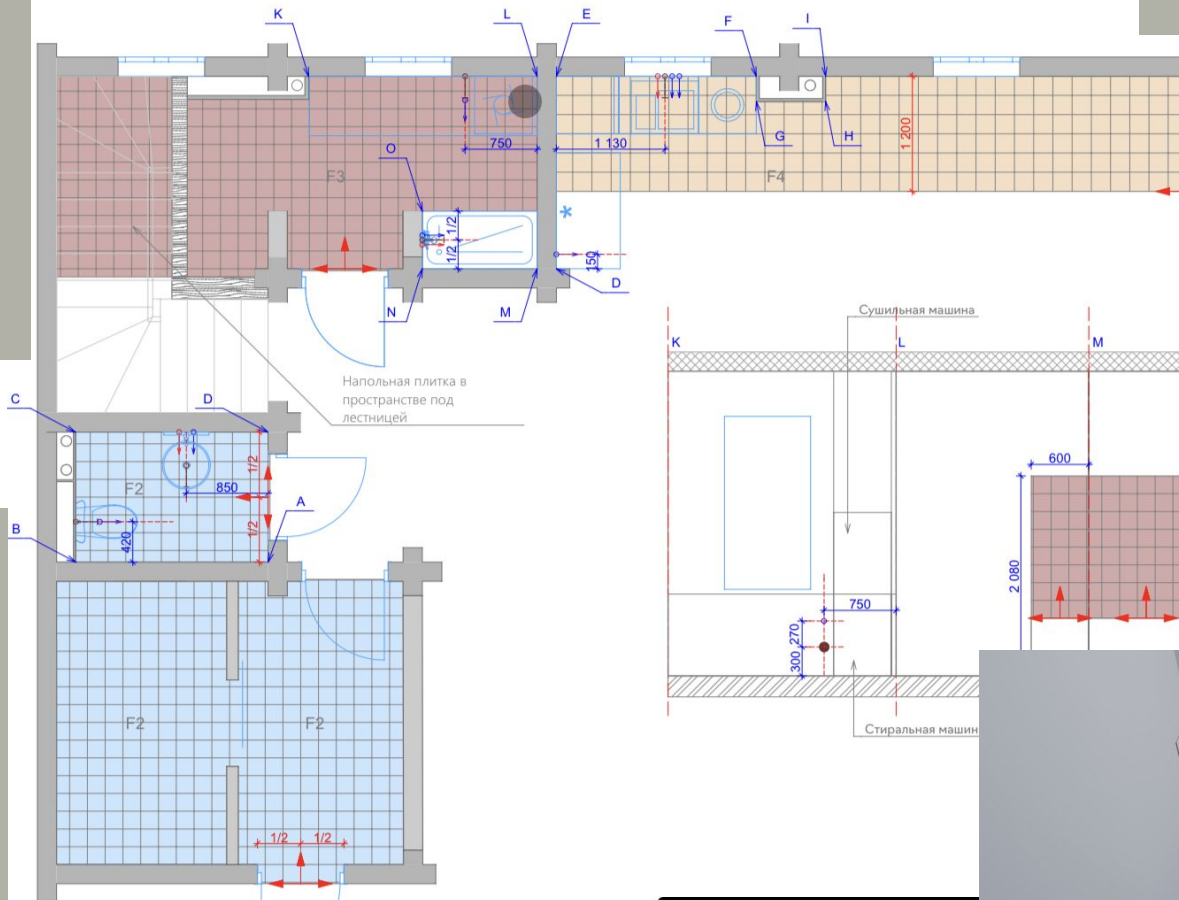 K
L
E
F
I
G
H
750
1 130
1 200
O
F3
F4
*
1/2
1/2
150
N
M
D
Сушильная машина
K
L
M
Напольная плитка в
пространстве под
лестницей
C
D
F2
1/2
850
A
600
B
420
1/2
2 080
750
270
300
F2
F2
Стиральная машин
1/2
1/2